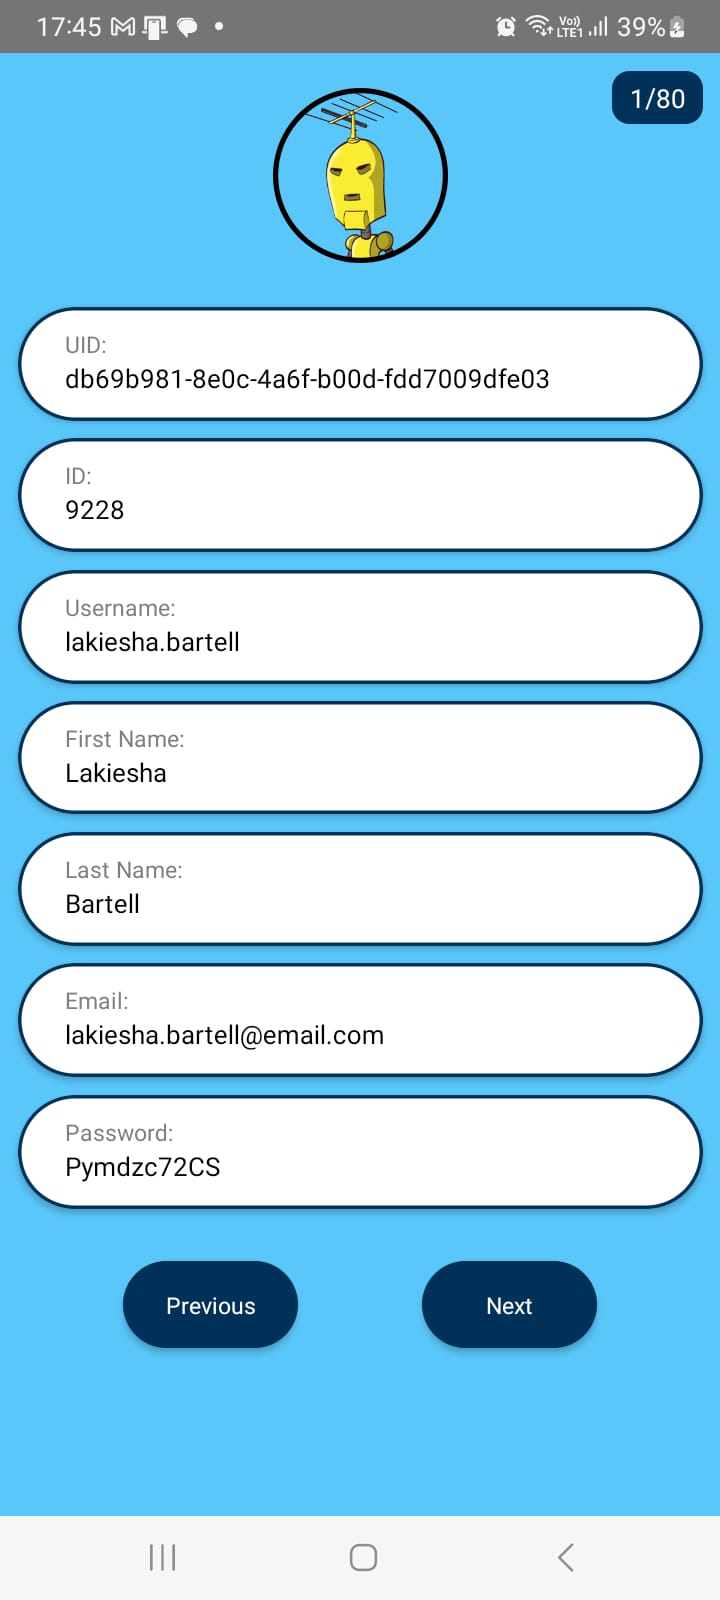 17:45 Vo)) LTE1 39%
1/80
UID:
db69b981-8e0c-4a6f-b00d-fdd7009dfe03
ID:
9228
Username:
lakiesha.bartell
First Name:
Lakiesha
Last Name:
Bartell
Email:
lakiesha.bartell@email.com
Password:
Pymdzc72CS
Previous Next